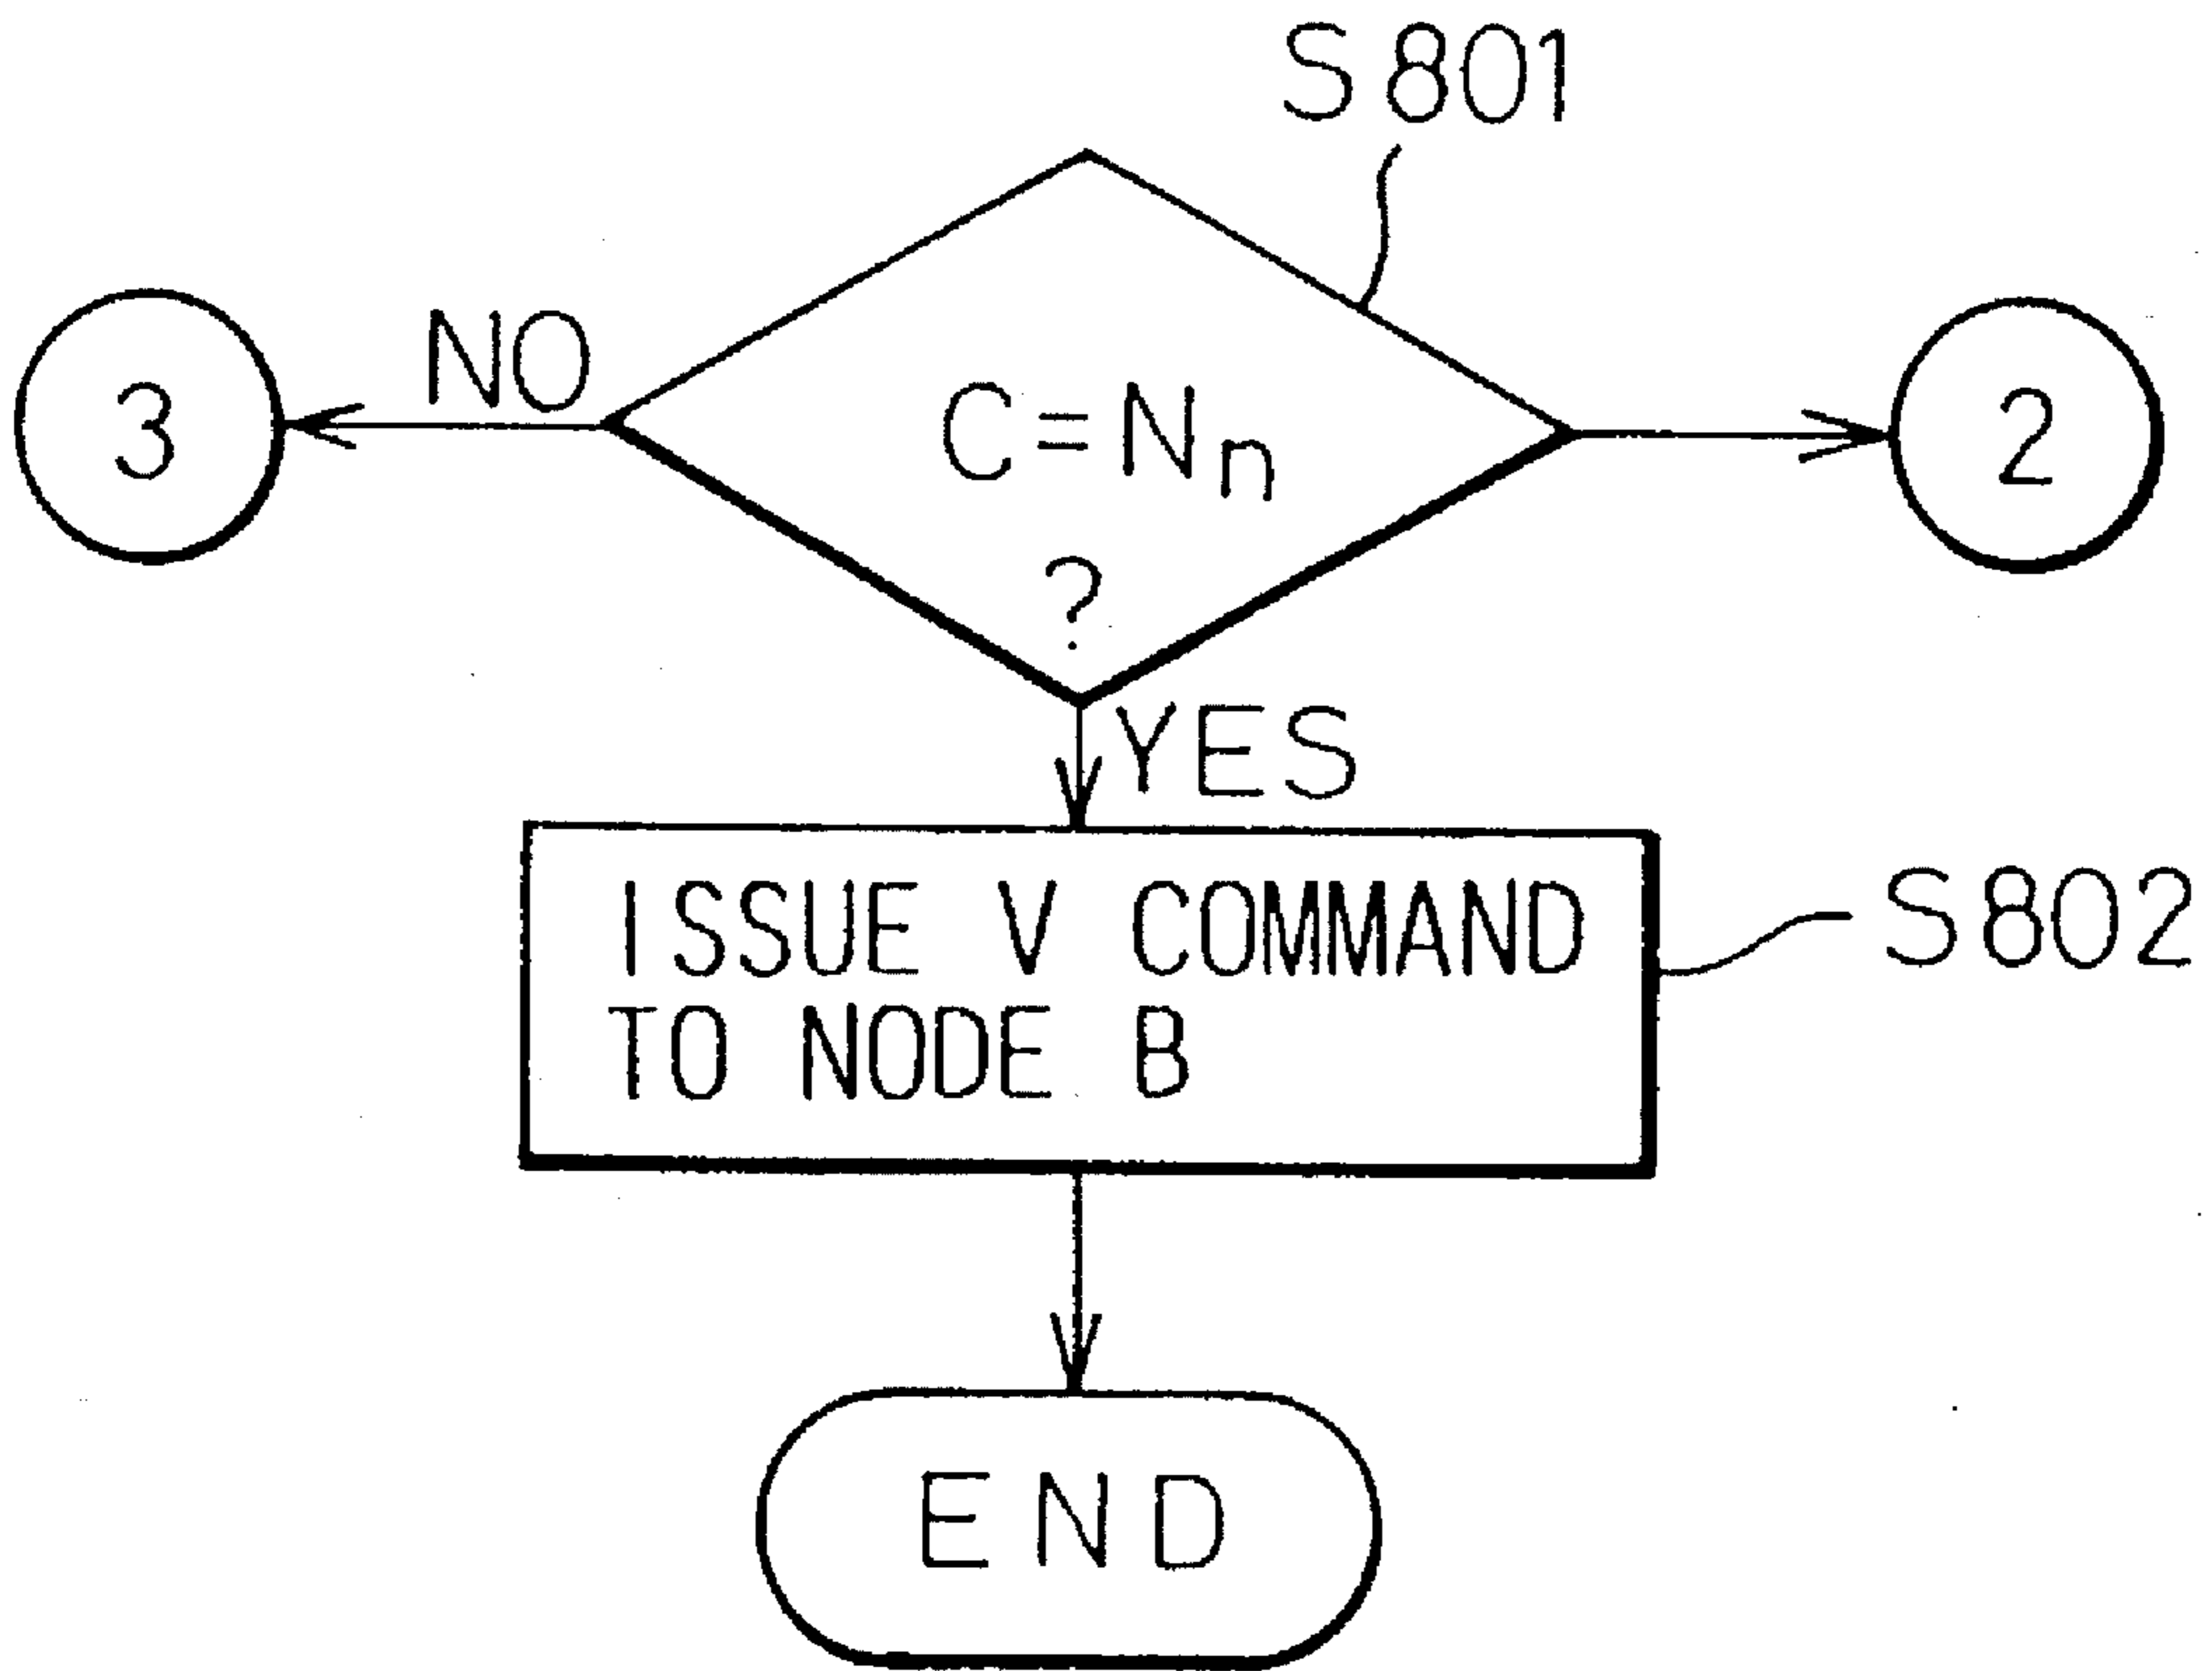 S801
3
NO
C=Nn
?
2
YES
ISSUE V COMMAND
TO NODE B
S802
END